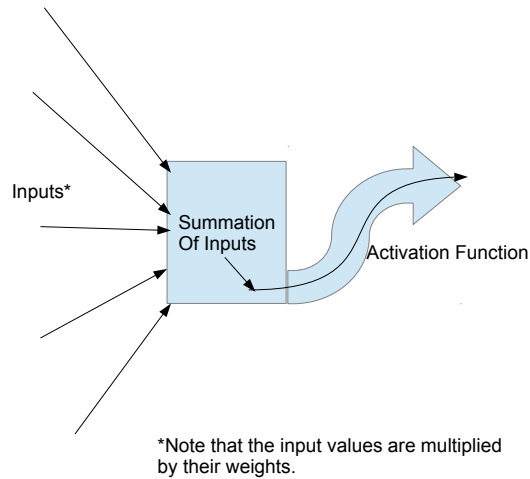 Inputs*
Summation
Of Inputs
Activation Function
*Note that the input values are multiplied
by their weights.